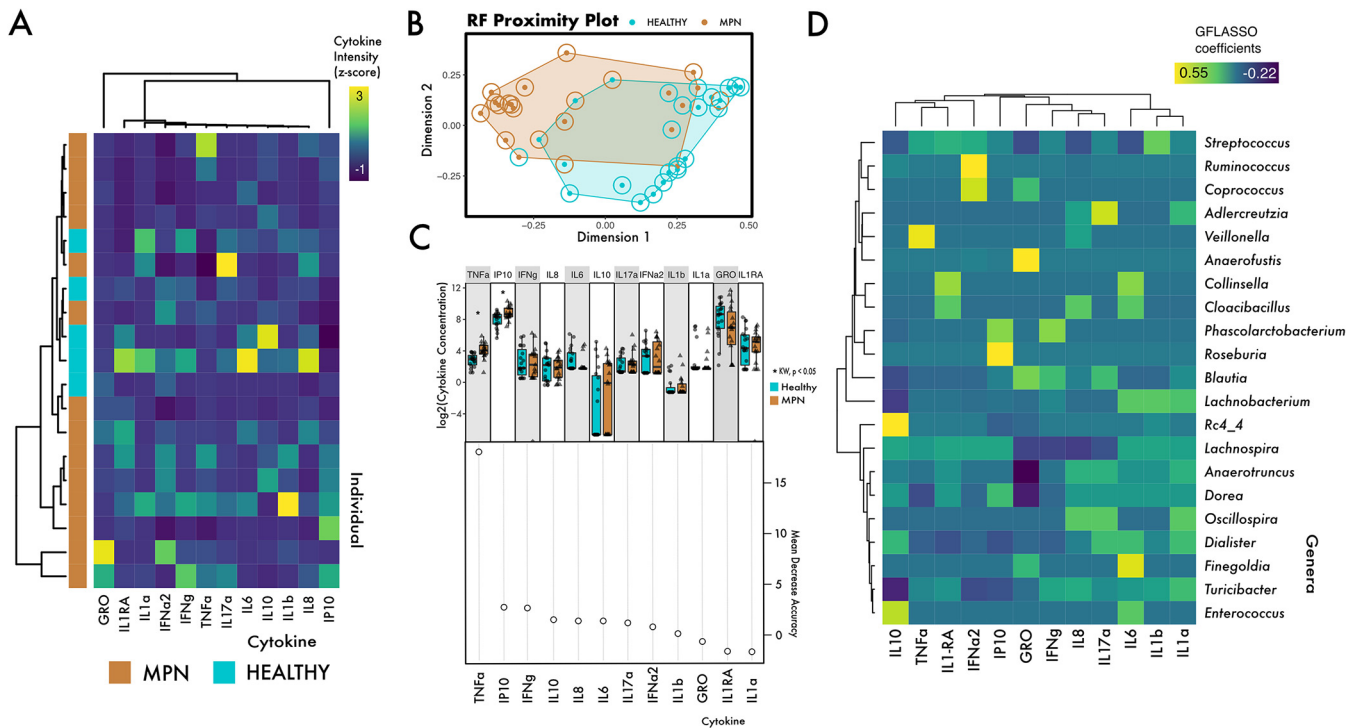 A
Cytokine
Intensity
(z-score)
3
-1
GRO
IL1RA
IL1a
IFNa2
IFNg
TNFa
IL17a
IL6
IL10
IL1b
IL8
IP10
Cytokine
Individual
MPN
HEALTHY
B
RF Proximity Plot
HEALTHY
MPN
Dimension 2
0.25
0.00
−0.25
−0.25
0.00
0.25
0.50
Dimension 1
C
TNFa
IP10
IFNg
IL8
IL6
IL10
IL17a
IFNa2
IL1b
IL1a
GRO
IL1RA
log2(Cytokine Concentration)
12
8
4
0
−4
* KW, p < 0.05
Healthy
MPN
15
10
5
0
Mean Decrease Accuracy
TNFa
IP10
IFNg
IL10
IL8
IL6
IL17a
IFNa2
IL1b
GRO
IL1RA
IL1a
Cytokine
D
GFLASSO
coefficients
0.55
-0.22
Streptococcus
Ruminococcus
Coprococcus
Adlercreutzia
Veillonella
Anaerofustis
Collinsella
Cloacibacillus
Phascolarctobacterium
Roseburia
Blautia
Lachnobacterium
Rc4_4
Lachnospira
Anaerotruncus
Dorea
Oscillospira
Dialister
Finegoldia
Turicibacter
Enterococcus
Genera
IL10
TNFa
IL1-RA
IFNa2
IP10
GRO
IFNg
IL8
IL17a
IL6
IL1b
IL1a